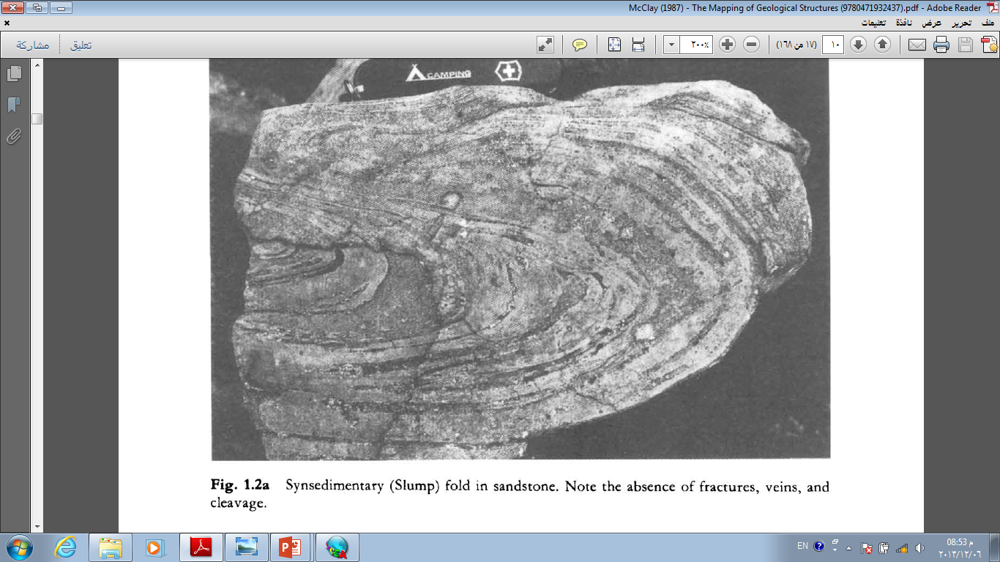 McClay (1987) - The Mapping of Geological Structures (9780471932437).pdf - Adobe Reader
ملف تحرير عرض نافذة تعليمات
١٠ (١٧ من ١٦٨) ٢٠٠٪ تعليق مشاركة
CAMPING
Fig. 1.2a Synsedimentary (Slump) fold in sandstone. Note the absence of fractures, veins, and
cleavage.
EN
08:53 م
٢٠١٣/١٢/٠٦